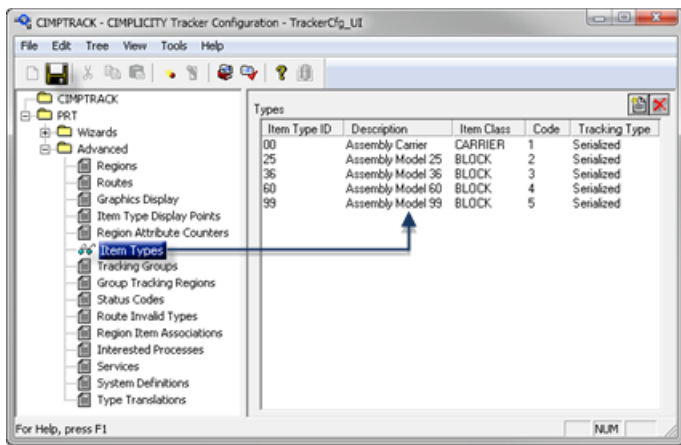 CIMPTRACK - CIMPLICITY Tracker Configuration - TrackerCfg_UI
File Edit Tree View Tools Help
CIMPTRACK
PRT
Wizards
Advanced
Regions
Routes
Graphics Display
Item Type Display Points
Region Attribute Counters
Item Types
Tracking Groups
Group Tracking Regions
Status Codes
Route Invalid Types
Region Item Associations
Interested Processes
Services
System Definitions
Type Translations
Types
Item Type ID Description Item Class Code Tracking Type
00 Assembly Carrier CARRIER 1 Serialized
25 Assembly Model 25 BLOCK 2 Serialized
36 Assembly Model 36 BLOCK 3 Serialized
60 Assembly Model 60 BLOCK 4 Serialized
99 Assembly Model 99 BLOCK 5 Serialized
For Help, press F1
NUM